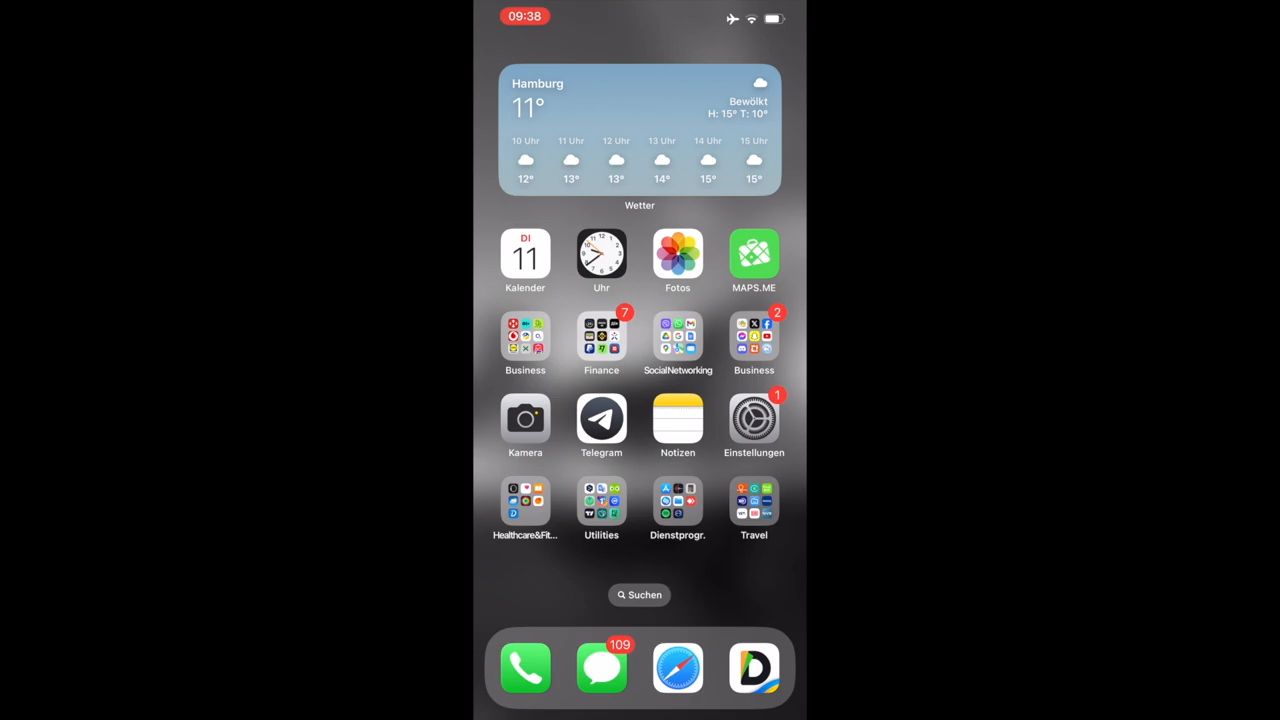 09:38
Hamburg
11°
Bewölkt
H: 15° T: 10°
10 Uhr 11 Uhr 12 Uhr 13 Uhr 14 Uhr 15 Uhr
12° 13° 13° 14° 15° 15°
Wetter
DI
11
Kalender Uhr Fotos MAPS.ME
7 2
Business Finance SocialNetworking Business
1
Kamera Telegram Notizen Einstellungen
Healthcare&Fit... Utilities Dienstprogr. Travel
Suchen
109